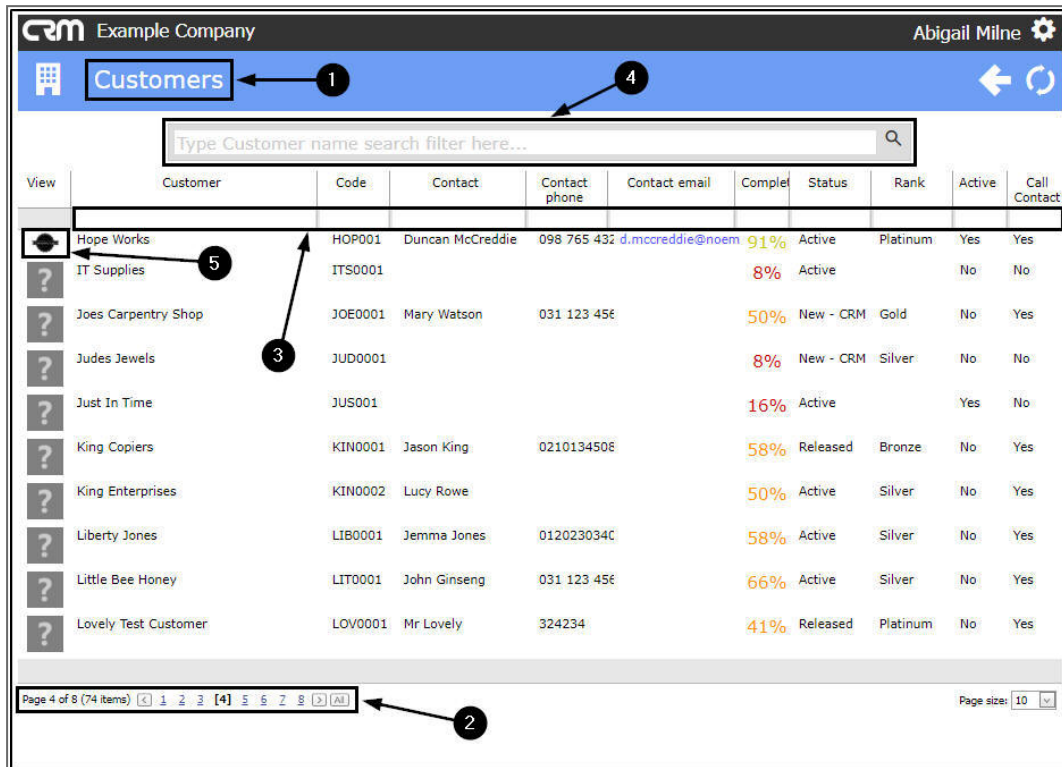 CRM Example Company Abigail Milne
Customers 1 4
Type Customer name search filter here...
View Customer Code Contact Contact phone Contact email Complet Status Rank Active Call Contact
Hope Works HOP001 Duncan McCreddie 098 765 432 d.mccreddie@noem 91% Active Platinum Yes Yes
5
? IT Supplies ITS0001 8% Active No No
? Joes Carpentry Shop JOE0001 Mary Watson 031 123 456 50% New - CRM Gold No Yes
3
? Judes Jewels JUD0001 8% New - CRM Silver No No
? Just In Time JUS001 16% Active Yes No
? King Copiers KIN0001 Jason King 0210134508 58% Released Bronze No Yes
? King Enterprises KIN0002 Lucy Rowe 50% Active Silver No Yes
? Liberty Jones LIB0001 Jemma Jones 0120230340 58% Active Silver No Yes
? Little Bee Honey LIT0001 John Ginseng 031 123 456 66% Active Silver No Yes
? Lovely Test Customer LOV0001 Mr Lovely 324234 41% Released Platinum No Yes
Page 4 of 8 (74 items) < 1 2 3 [4] 5 6 7 8 > All Page size: 10
2